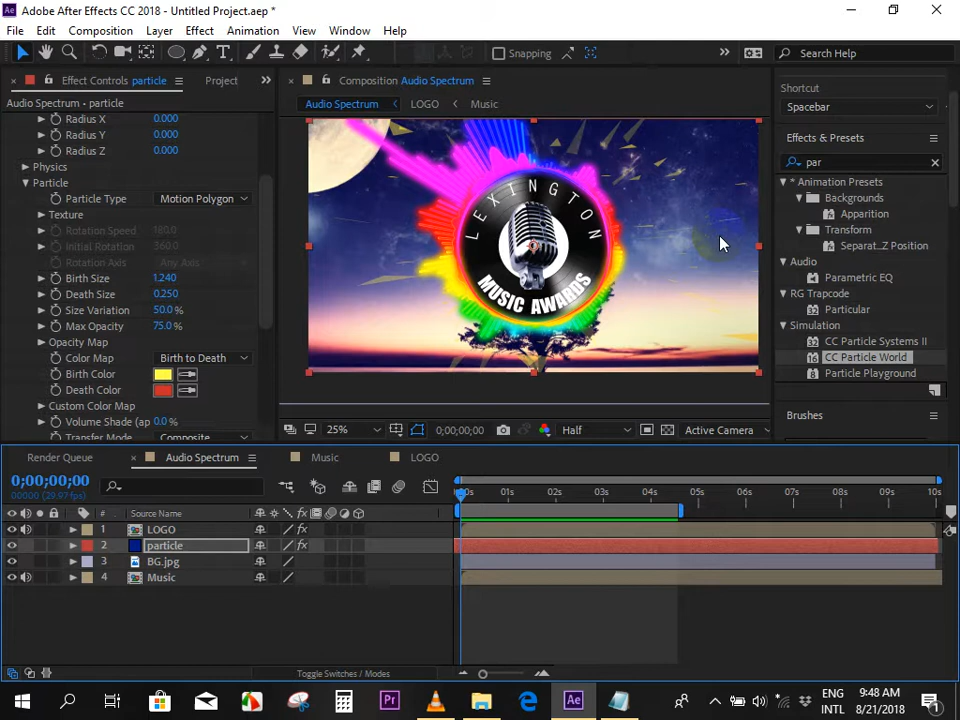 Adobe After Effects CC 2018 - Untitled Project.aep *
File Edit Composition Layer Effect Animation View Window Help
Snapping
Search Help
Effect Controls particle
Project
Composition Audio Spectrum
Audio Spectrum - particle
Audio Spectrum
LOGO
Music
Shortcut
Spacebar
Effects & Presets
par
Radius X 0.000
Radius Y 0.000
Radius Z 0.000
Physics
Particle
Particle Type Motion Polygon
Texture
Rotation Speed 180.0
Initial Rotation 360.0
Rotation Axis Any Axis
Birth Size 1.240
Death Size 0.250
Size Variation 50.0 %
Max Opacity 75.0 %
Opacity Map
Color Map Birth to Death
Birth Color
Death Color
Custom Color Map
Volume Shade (ap 0.0 %
Transfer Mode Composite
LEXINGTON
MUSIC AWARDS
* Animation Presets
Backgrounds
Apparition
Transform
Separat...Z Position
Audio
Parametric EQ
RG Trapcode
Particular
Simulation
CC Particle Systems II
CC Particle World
Particle Playground
Brushes
25%
0;00;00;00
Half
Active Camera
Render Queue
Audio Spectrum
Music
LOGO
0;00;00;00
00000 (29.97 fps)
00s 01s 02s 03s 04s 05s 06s 07s 08s 09s 10s
# Source Name
1 LOGO
2 particle
3 BG.jpg
4 Music
Toggle Switches / Modes
ENG
INTL
9:48 AM
8/21/2018